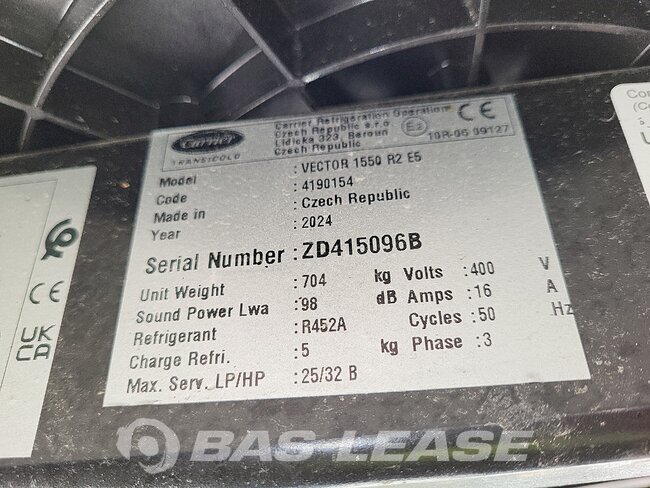 Carrier
TRANSICOLD
Carrier Refrigeration Operation
Czech Republic s.r.o.
Lidicka 323, Beroun
Czech Republic
CE
10R-05 99127
Model : VECTOR 1550 R2 E5
Code : 4190154
Made in : Czech Republic
Year : 2024
Serial Number : ZD415096B
Unit Weight : 704 kg Volts : 400 V
Sound Power Lwa : 98 dB Amps : 16 A
Refrigerant : R452A Cycles : 50 Hz
Charge Refri. : 5 kg Phase : 3
Max. Serv. LP/HP : 25/32 B
CE
UK
CA
BAS LEASE